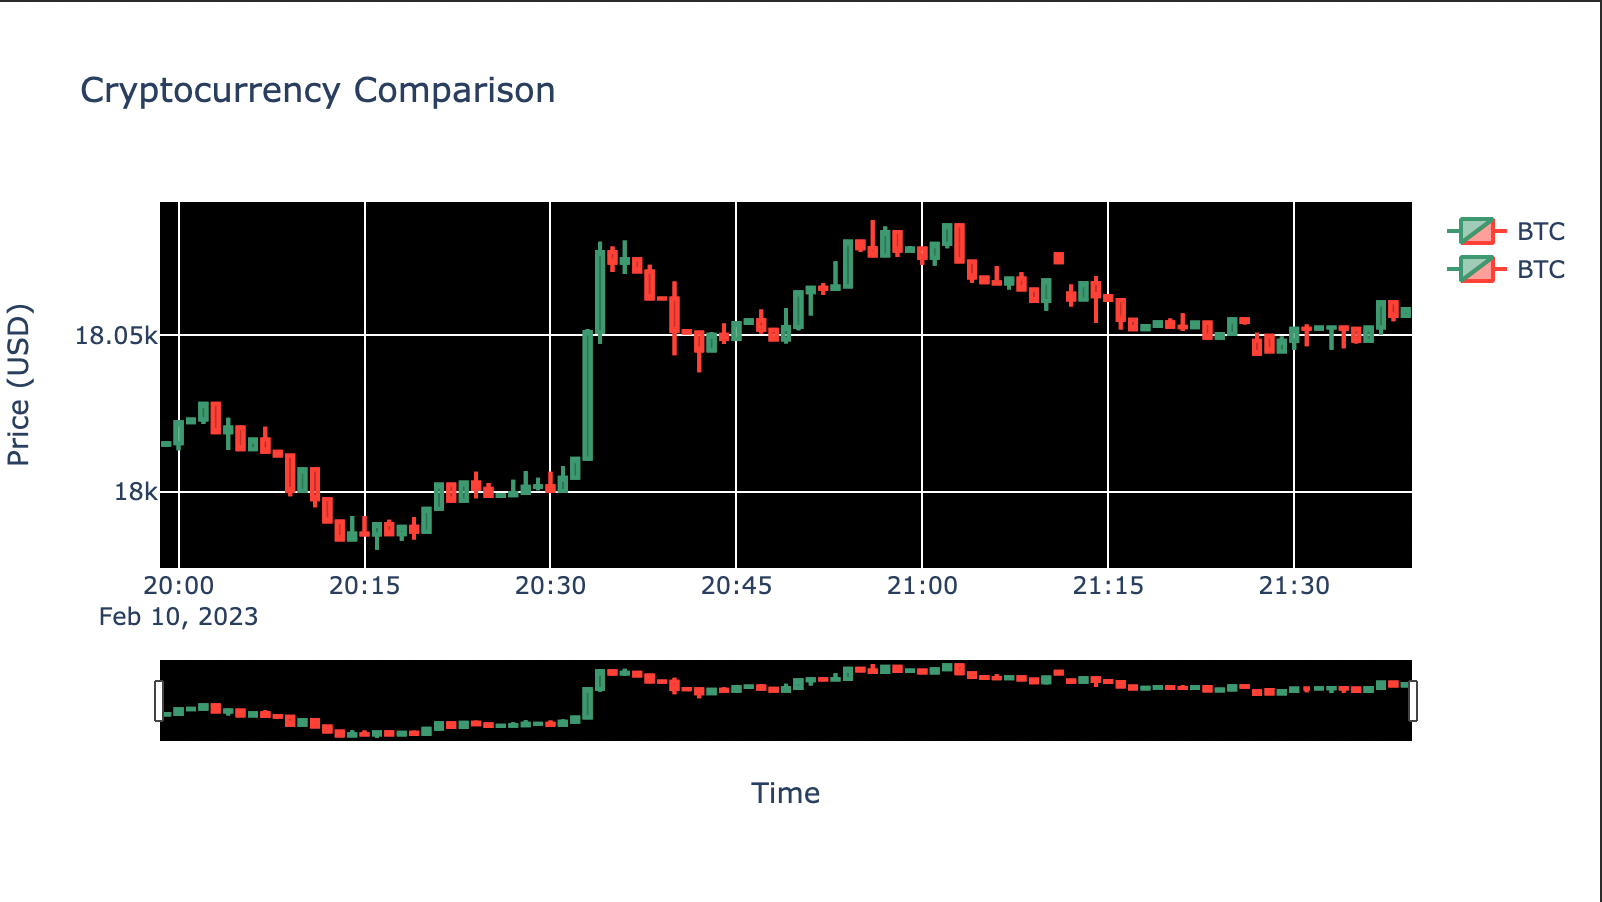 Cryptocurrency Comparison
BTC
BTC
Price (USD)
18.05k
18k
20:00 20:15 20:30 20:45 21:00 21:15 21:30
Feb 10, 2023
Time